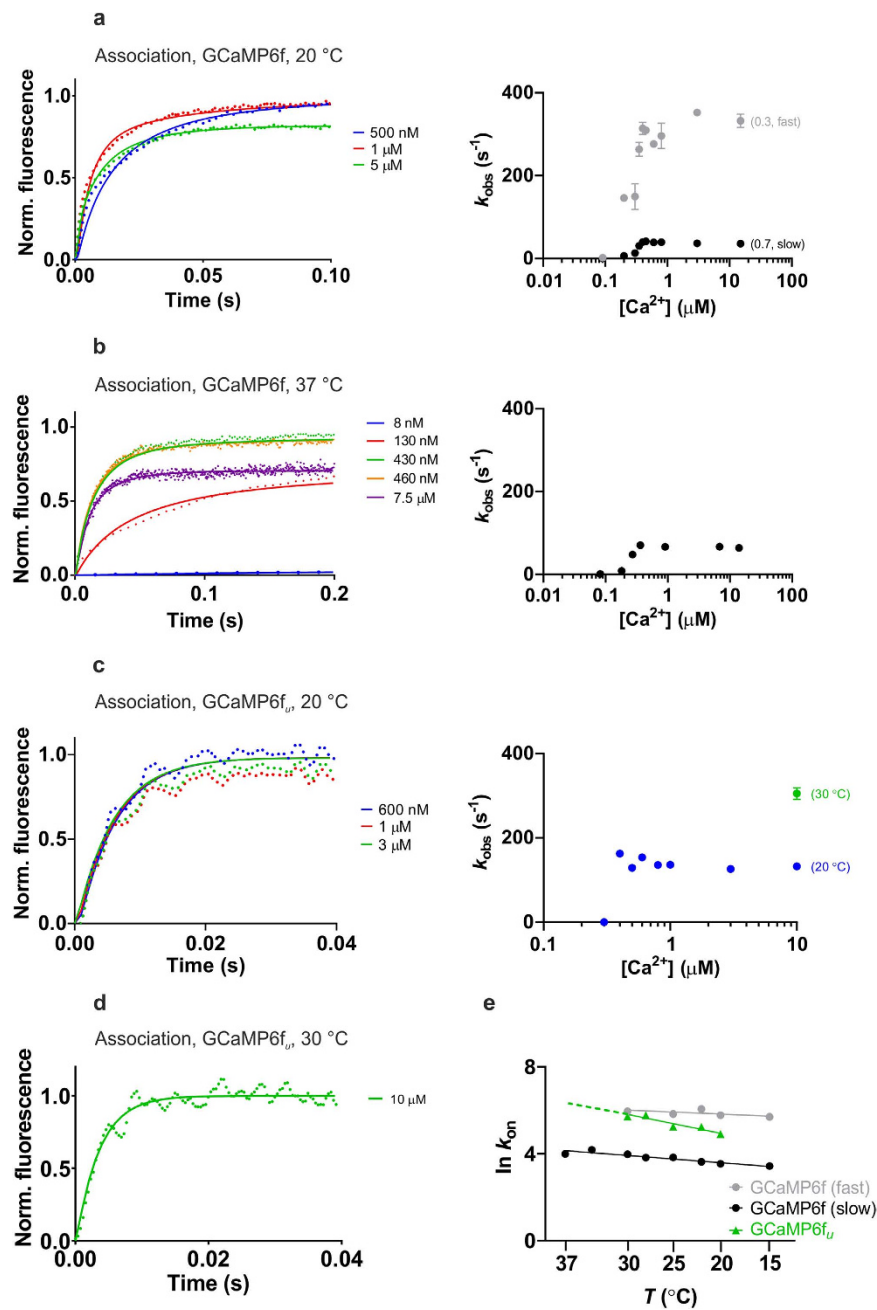 a
Association, GCaMP6f, 20 °C
Norm. fluorescence
1.0
0.5
0.0
0.00 0.05 0.10
Time (s)
500 nM
1 μM
5 μM
kobs (s-1)
400
200
0
0.01 0.1 1 10 100
[Ca2+] (μM)
(0.3, fast)
(0.7, slow)
b
Association, GCaMP6f, 37 °C
Norm. fluorescence
1.0
0.5
0.0
0.0 0.1 0.2
Time (s)
8 nM
130 nM
430 nM
460 nM
7.5 μM
kobs (s-1)
400
200
0
0.01 0.1 1 10 100
[Ca2+] (μM)
c
Association, GCaMP6fu, 20 °C
Norm. fluorescence
1.0
0.5
0.0
0.00 0.02 0.04
Time (s)
600 nM
1 μM
3 μM
kobs (s-1)
400
200
0
0.1 1 10
[Ca2+] (μM)
(30 °C)
(20 °C)
d
Association, GCaMP6fu, 30 °C
Norm. fluorescence
1.0
0.5
0.0
0.00 0.02 0.04
Time (s)
10 μM
e
ln kon
8
4
0
37 30 25 20 15
T (°C)
GCaMP6f (fast)
GCaMP6f (slow)
GCaMP6fu